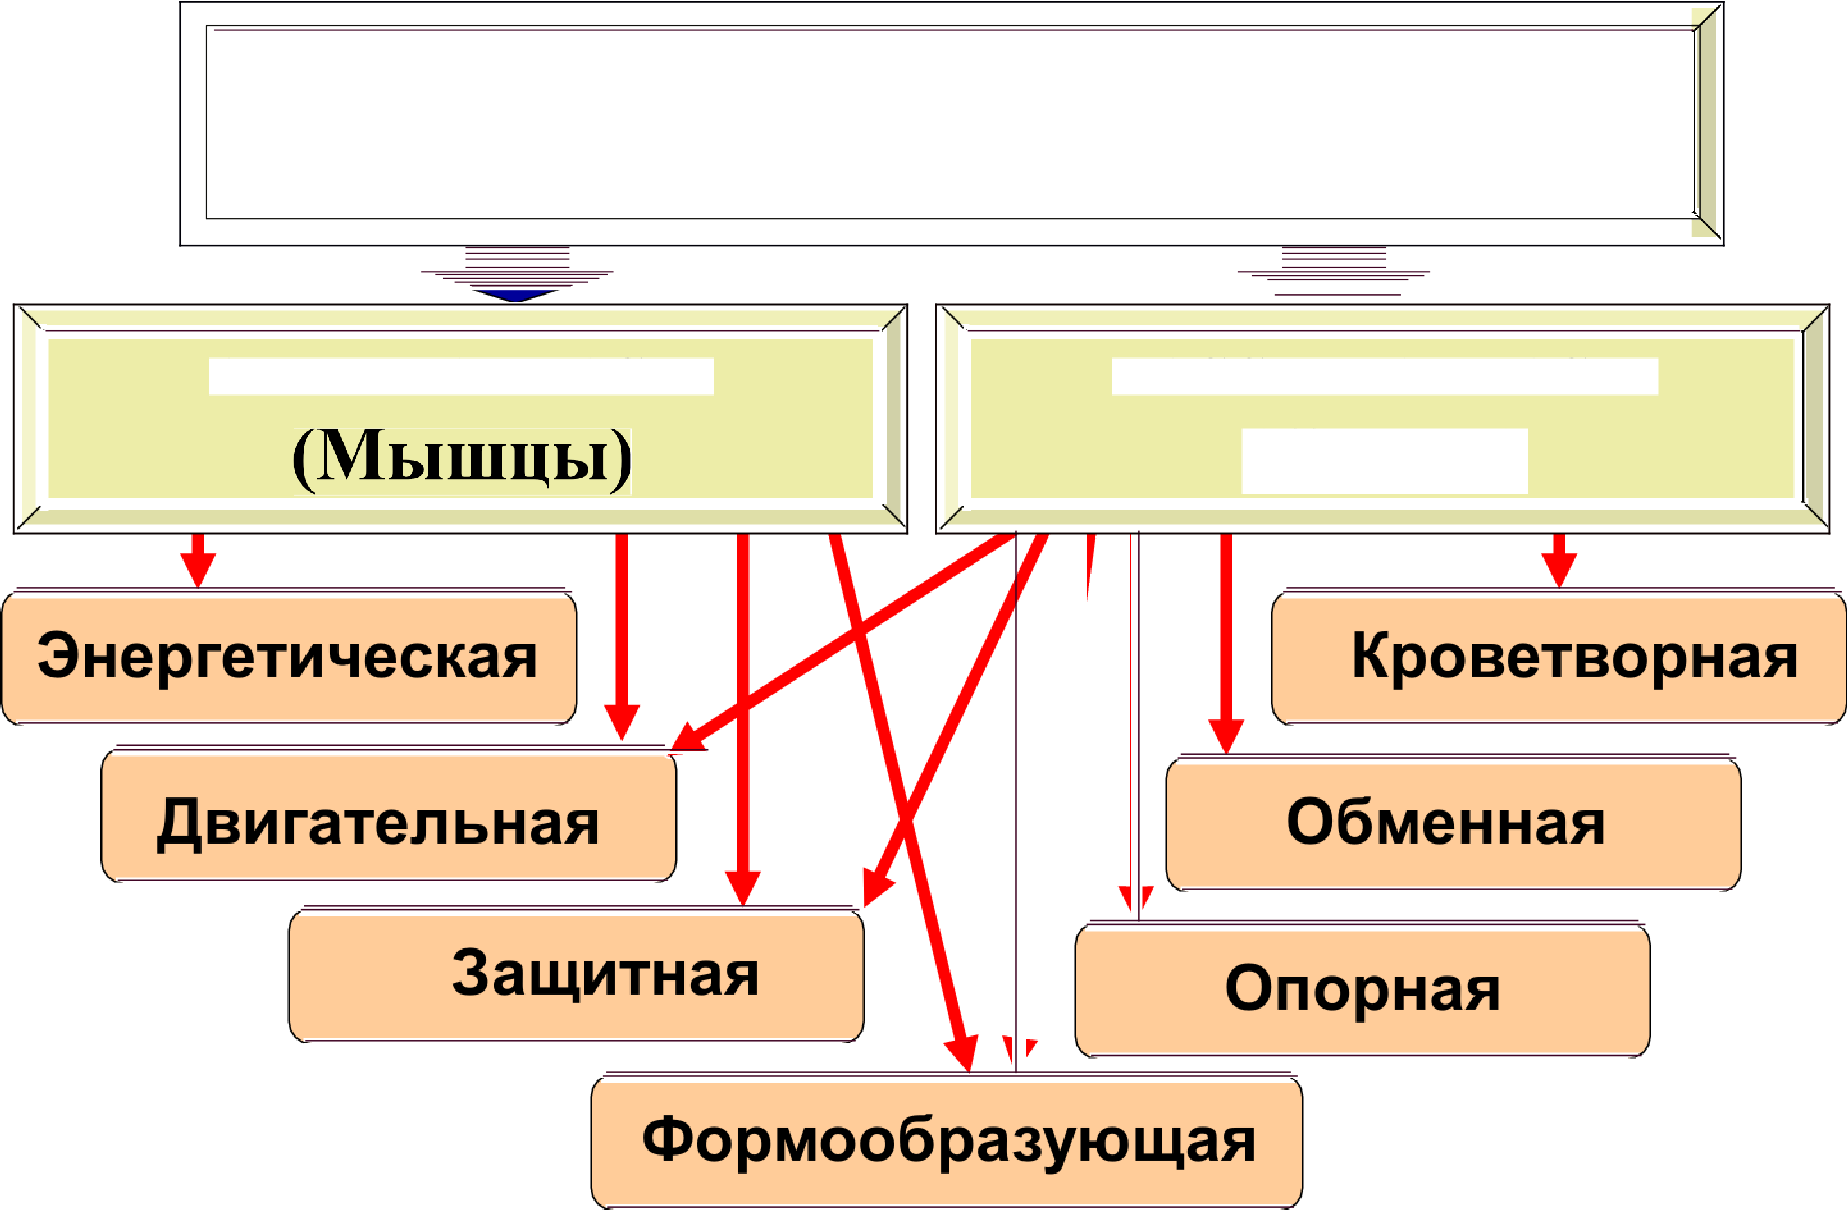 (Мышцы)
Энергетическая
Кроветворная
Двигательная
Обменная
Защитная
Опорная
Формообразующая